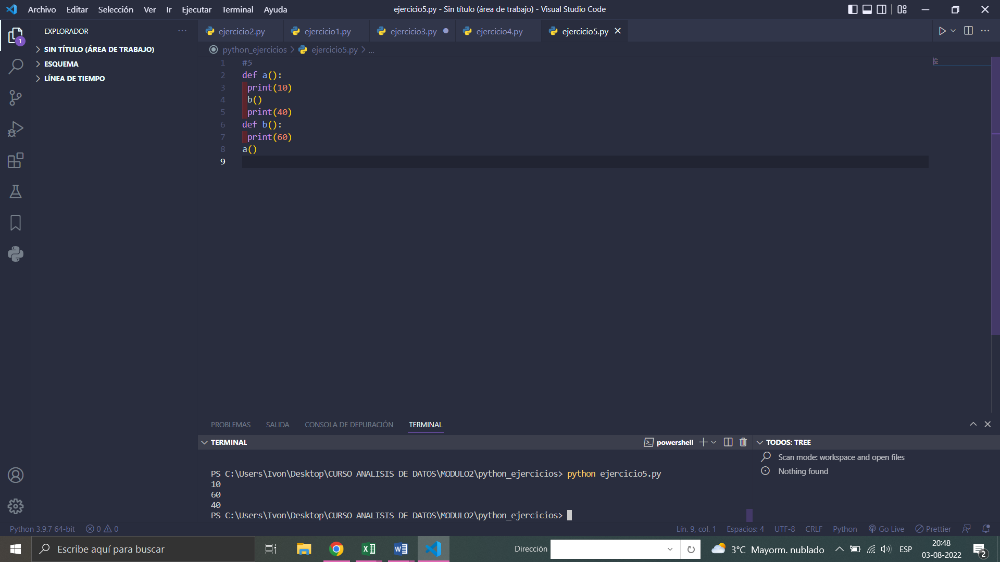 Archivo Editar Selección Ver Ir Ejecutar Terminal Ayuda
ejercicio5.py - Sin título (área de trabajo) - Visual Studio Code
EXPLORADOR
1
SIN TÍTULO (ÁREA DE TRABAJO)
ESQUEMA
LÍNEA DE TIEMPO
ejercicio2.py ejercicio1.py ejercicio3.py ejercicio4.py ejercicio5.py
python_ejercicios > ejercicio5.py > ...
1 #5
2 def a():
3 print(10)
4 b()
5 print(40)
6 def b():
7 print(60)
8 a()
9
PROBLEMAS SALIDA CONSOLA DE DEPURACIÓN TERMINAL
TERMINAL
powershell
PS C:\Users\Ivon\Desktop\CURSO ANALISIS DE DATOS\MODULO2\python_ejercicios> python ejercicio5.py
10
60
40
PS C:\Users\Ivon\Desktop\CURSO ANALISIS DE DATOS\MODULO2\python_ejercicios>
TODOS: TREE
Scan mode: workspace and open files
Nothing found
Python 3.9.7 64-bit 0 0
Lín. 9, col. 1 Espacios: 4 UTF-8 CRLF Python Go Live Prettier
Escribe aquí para buscar
Dirección
3°C Mayorm. nublado
ESP
20:48
03-08-2022
2